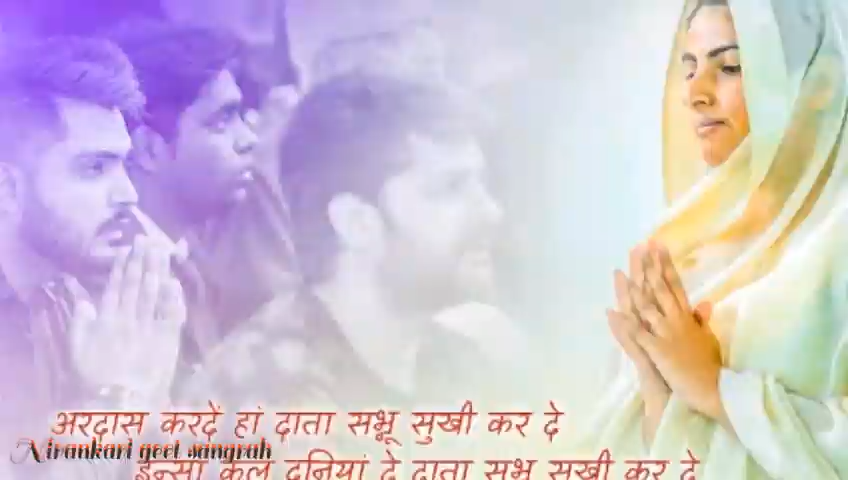 अरदास करदें हां दाता सभ्नू सुखी कर दे
Nirankari geet sangrah
इन्सां कुल दुनियां दे दाता सभ्नू सुखी कर दे